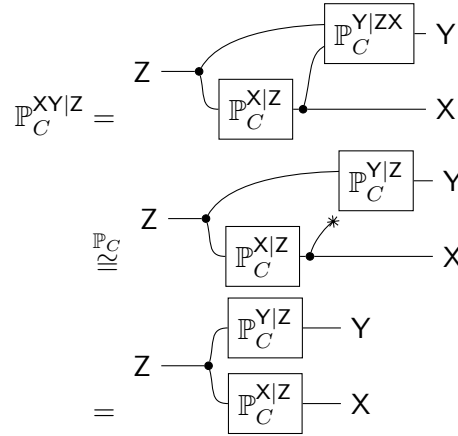 ℙ_C^{Y|ZX} Y
Z
ℙ_C^{XY|Z} = ℙ_C^{X|Z} X
ℙ_C^{Y|Z} Y
Z *
≅^{ℙ_C} ℙ_C^{X|Z} X
ℙ_C^{Y|Z} Y
Z
= ℙ_C^{X|Z} X